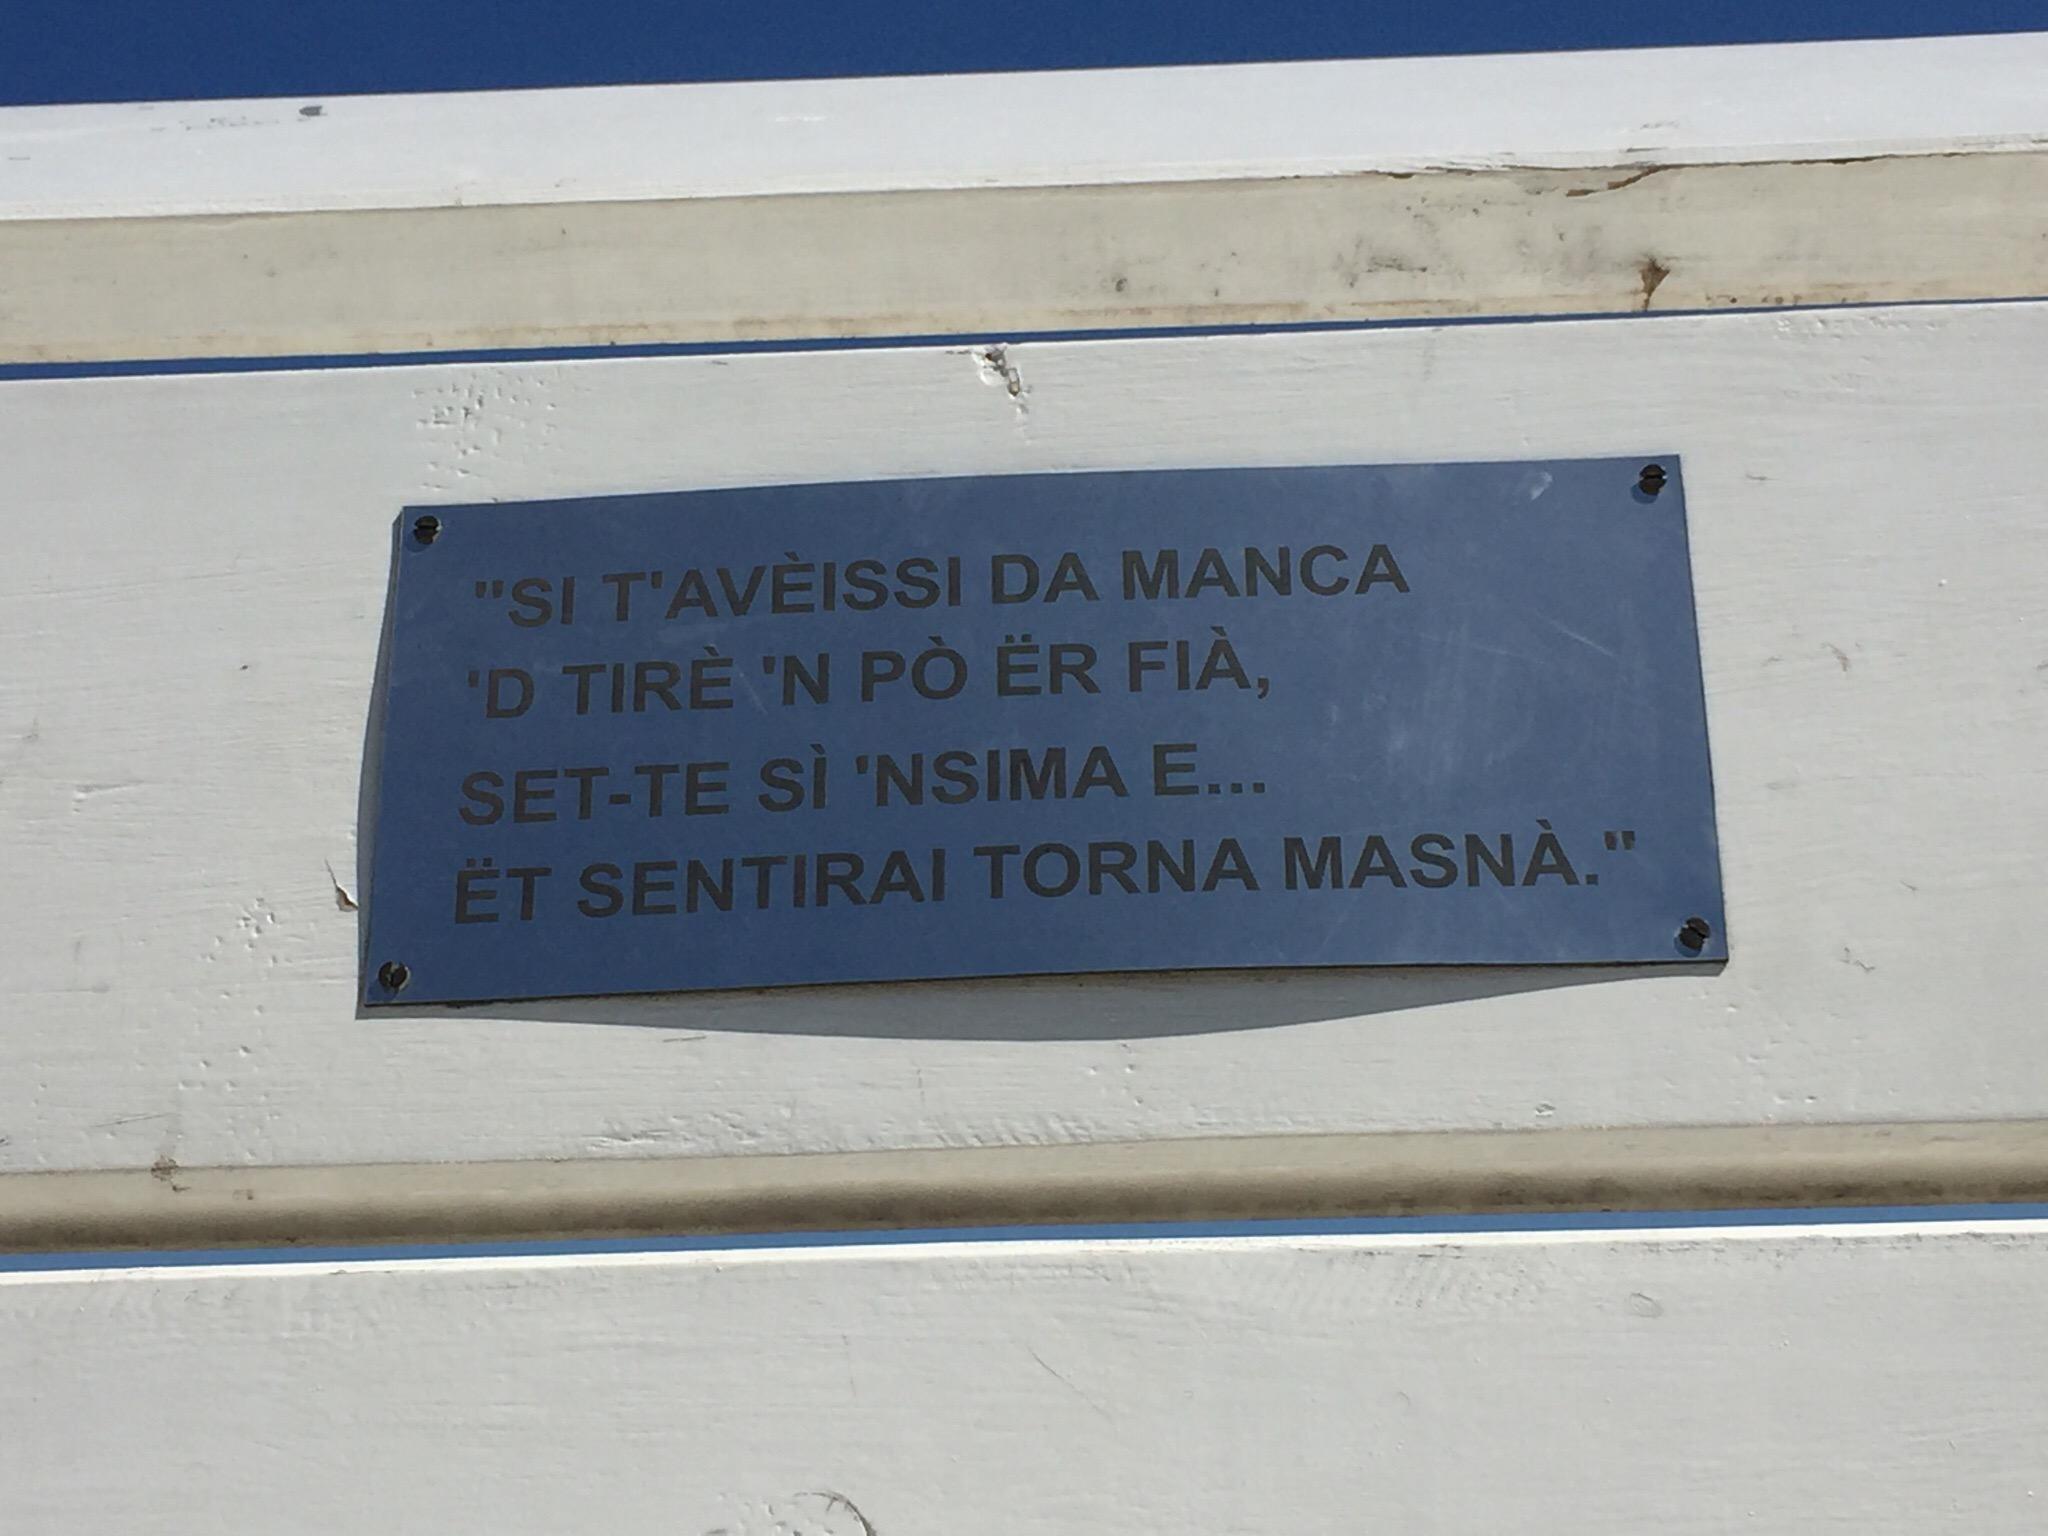 "SI T'AVÈISSI DA MANCA
'D TIRÈ 'N PÒ ËR FIÀ,
SET-TE SÌ 'NSIMA E...
ËT SENTIRAI TORNA MASNÀ."